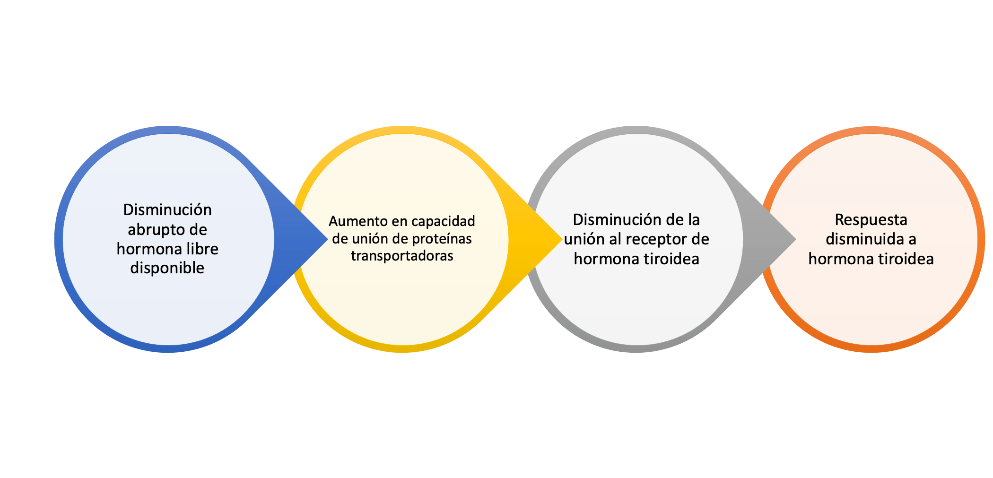 Disminución
abrupto de
hormona libre
disponible
Aumento en capacidad
de unión de proteínas
transportadoras
Disminución de la
unión al receptor de
hormona tiroidea
Respuesta
disminuida a
hormona tiroidea